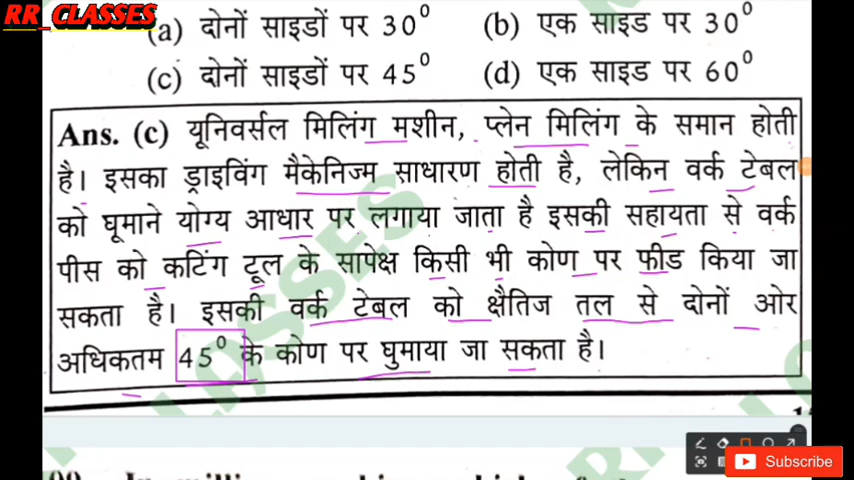 RR_CLASSES
(a) दोनों साइडों पर 30⁰ (b) एक साइड पर 30⁰
(c) दोनों साइडों पर 45⁰ (d) एक साइड पर 60⁰
Ans. (c) यूनिवर्सल मिलिंग मशीन, प्लेन मिलिंग के समान होती
है। इसका ड्राइविंग मैकेनिज्म साधारण होती है, लेकिन वर्क टेबल
को घूमाने योग्य आधार पर लगाया जाता है इसकी सहायता से वर्क
पीस को कटिंग टूल के सापेक्ष किसी भी कोण पर फीड किया जा
सकता है। इसकी वर्क टेबल को क्षैतिज तल से दोनों ओर
अधिकतम 45⁰ के कोण पर घुमाया जा सकता है।
Subscribe